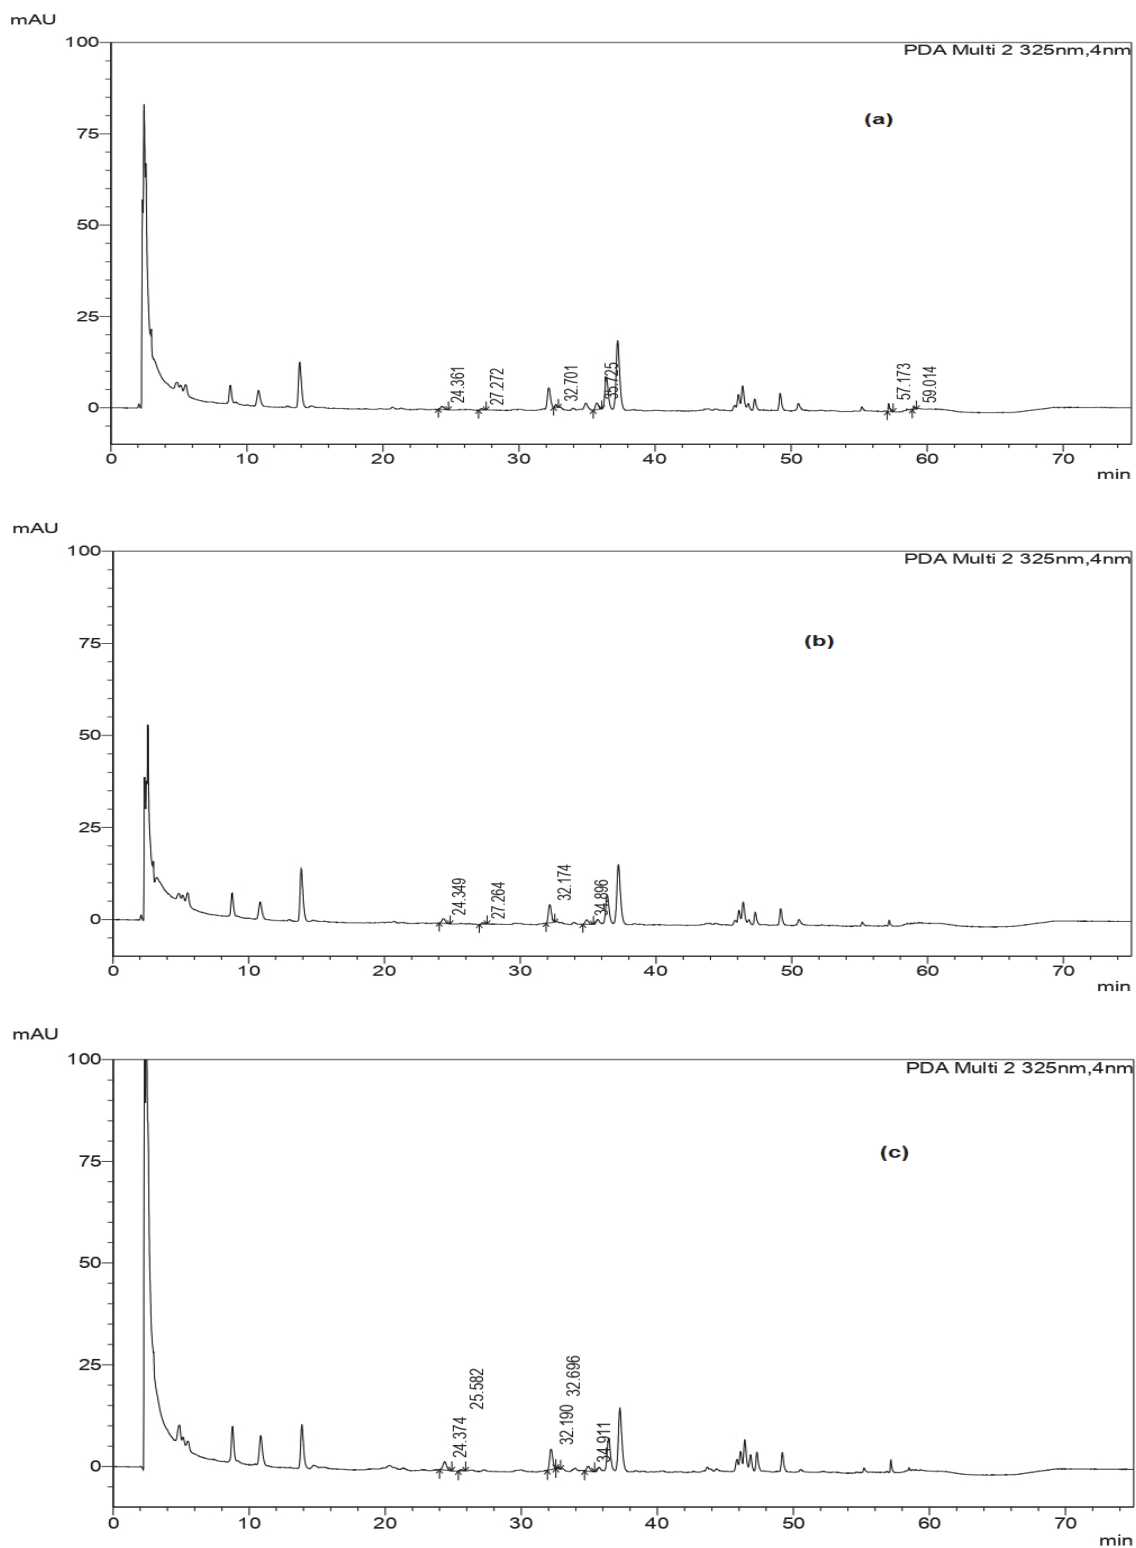 mAU
100
PDA Multi 2 325nm,4nm
(a)
75
50
25
24.361
27.272
32.701
35.725
57.173
59.014
0
0 10 20 30 40 50 60 70
min
mAU
100
PDA Multi 2 325nm,4nm
(b)
75
50
25
24.349
27.264
32.174
34.896
0
0 10 20 30 40 50 60 70
min
mAU
100
PDA Multi 2 325nm,4nm
(c)
75
50
25
24.374
25.582
32.190
32.696
34.911
0
0 10 20 30 40 50 60 70
min